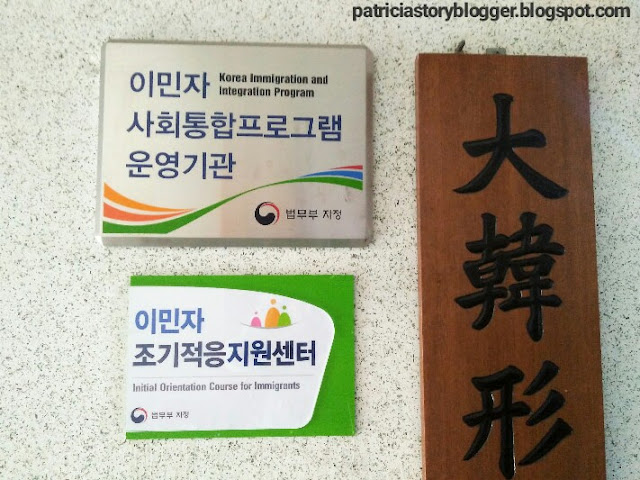 patriciastoryblogger.blogspot.com
이민자 Korea Immigration and
Integration Program
사회통합프로그램
운영기관
법무부 지정
이민자
조기적응지원센터
Initial Orientation Course for Immigrants
법무부 지정
大
韓
形